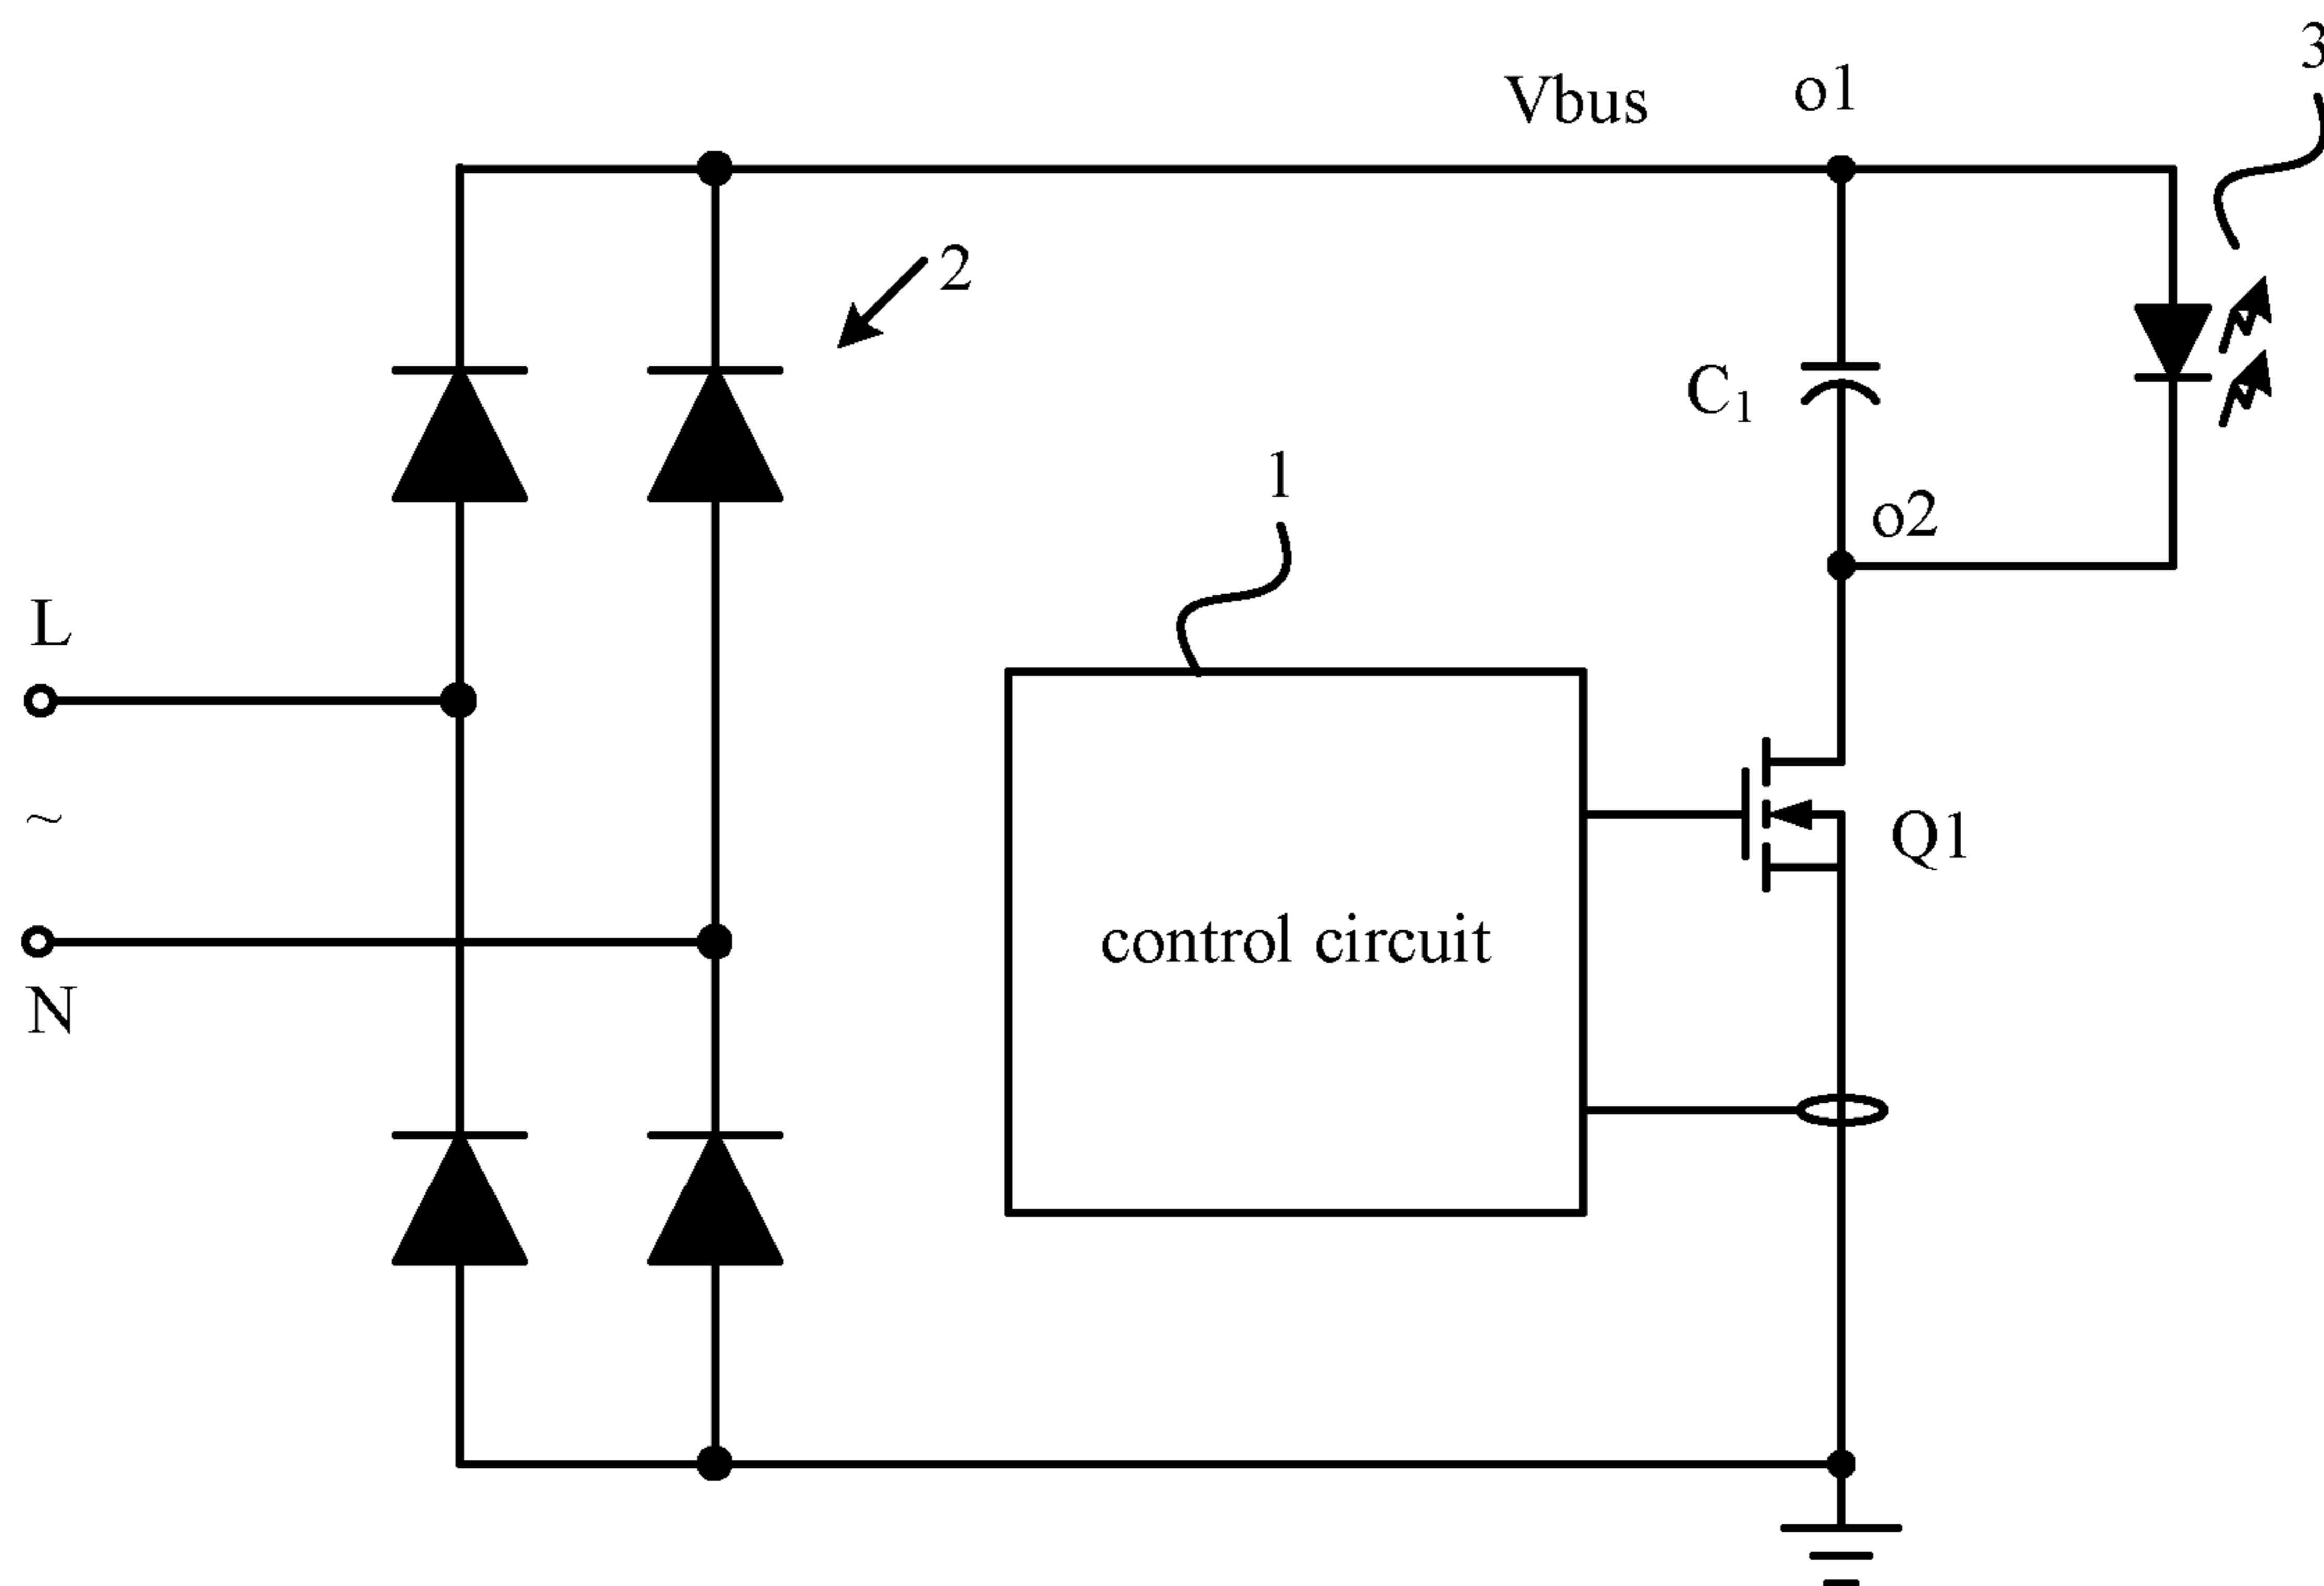 3
Vbus
o1
2
C1
1
o2
L
~
Q1
control circuit
N